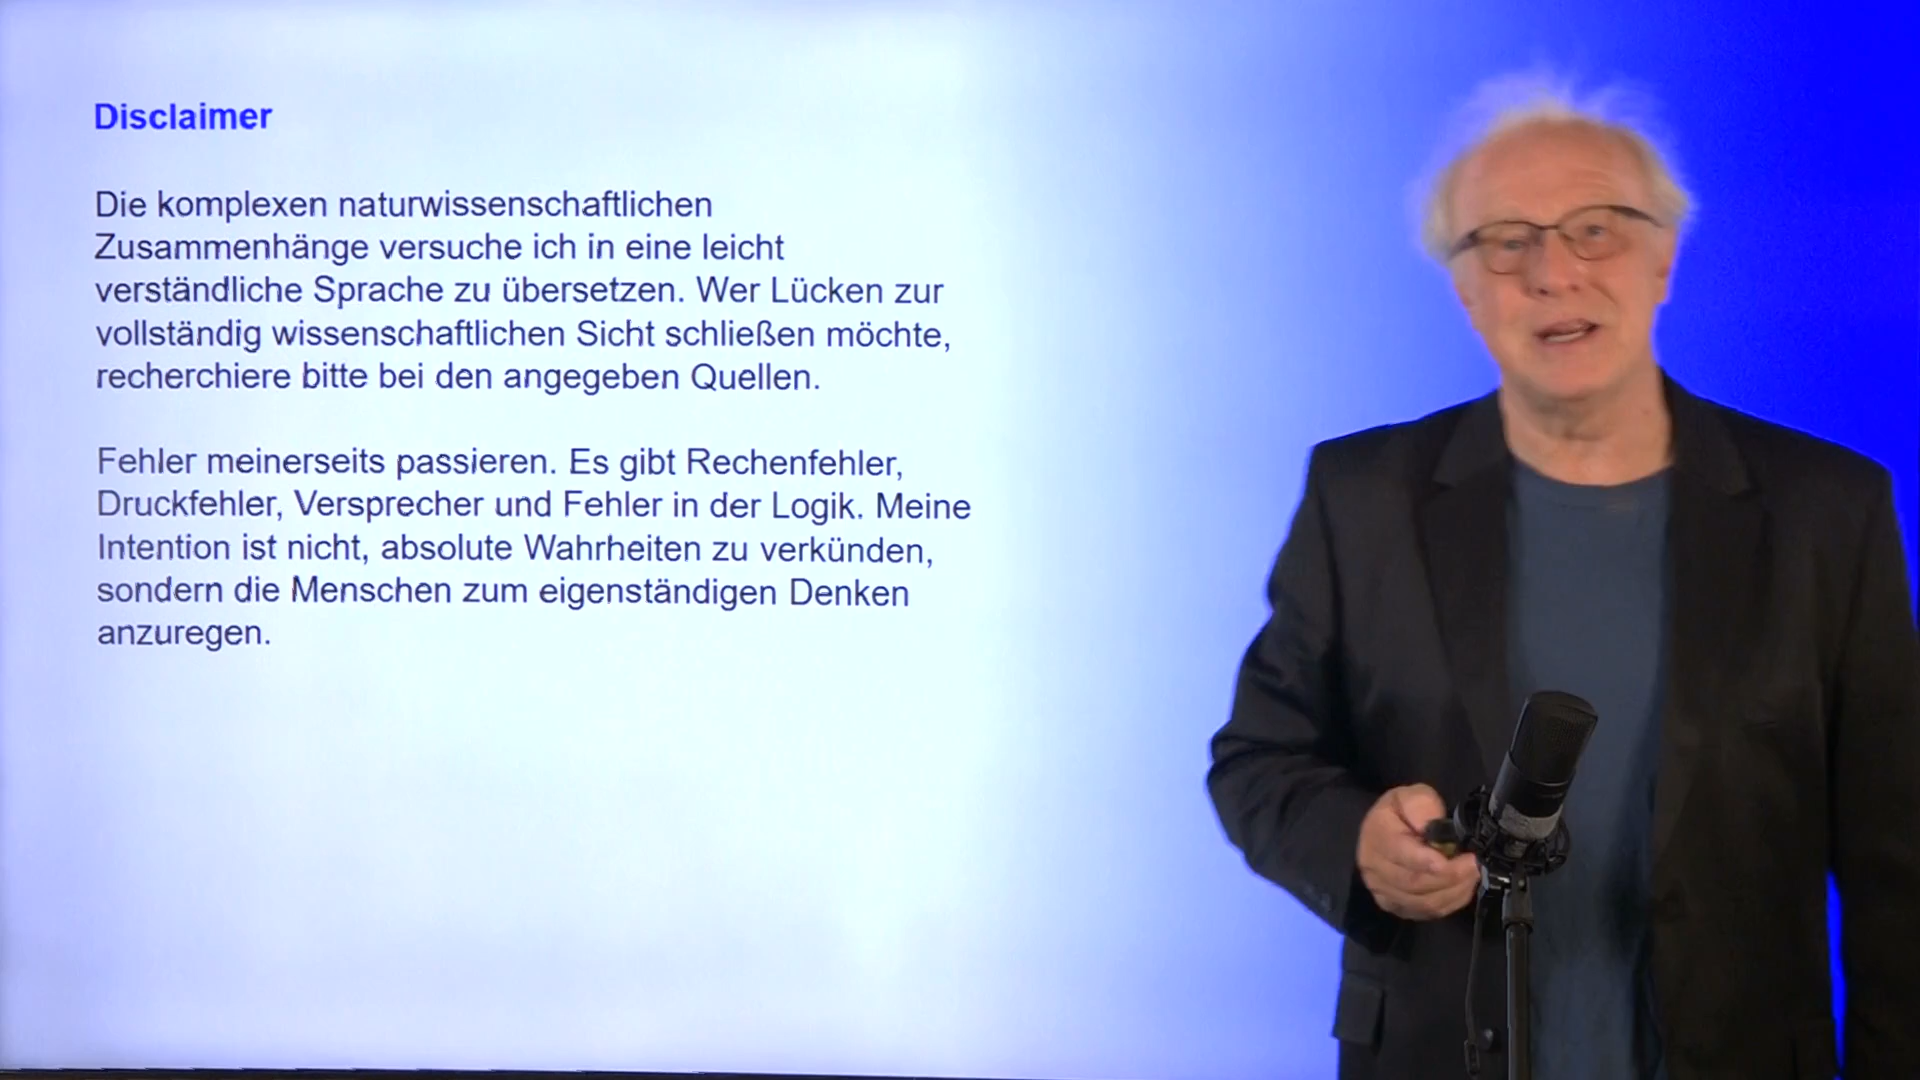 Disclaimer
Die komplexen naturwissenschaftlichen
Zusammenhänge versuche ich in eine leicht
verständliche Sprache zu übersetzen. Wer Lücken zur
vollständig wissenschaftlichen Sicht schließen möchte,
recherchiere bitte bei den angegeben Quellen.
Fehler meinerseits passieren. Es gibt Rechenfehler,
Druckfehler, Versprecher und Fehler in der Logik. Meine
Intention ist nicht, absolute Wahrheiten zu verkünden,
sondern die Menschen zum eigenständigen Denken
anzuregen.